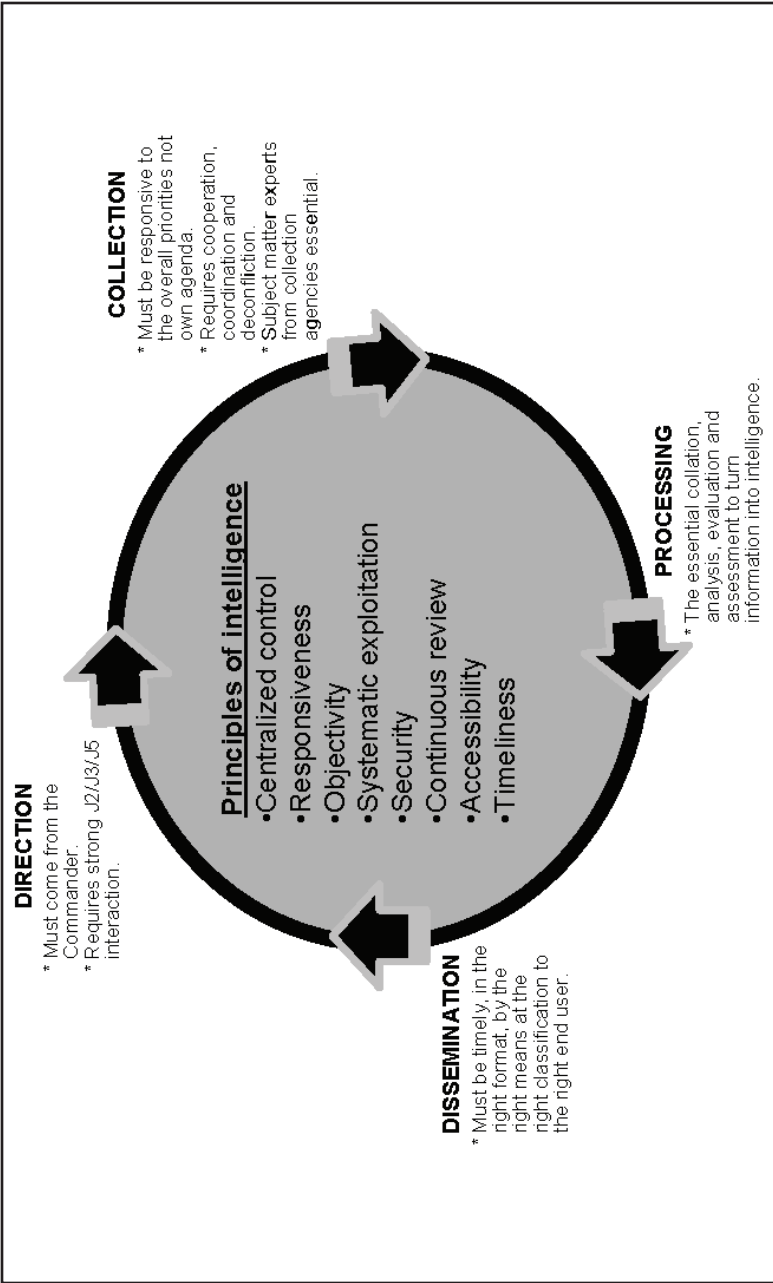 DIRECTION
* Must come from the
Commander.
* Requires strong J2/J3/J5
interaction.
COLLECTION
* Must be responsive to
the overall priorities not
own agenda.
* Requires cooperation,
coordination and
deconfliction.
* Subject matter experts
from collection
agencies essential.
Principles of intelligence
•Centralized control
•Responsiveness
•Objectivity
•Systematic exploitation
•Security
•Continuous review
•Accessibility
•Timeliness
DISSEMINATION
* Must be timely, in the
right format, by the
right means at the
right classification to
the right end user.
PROCESSING
* The essential collation,
analysis, evaluation and
assessment to turn
information into intelligence.